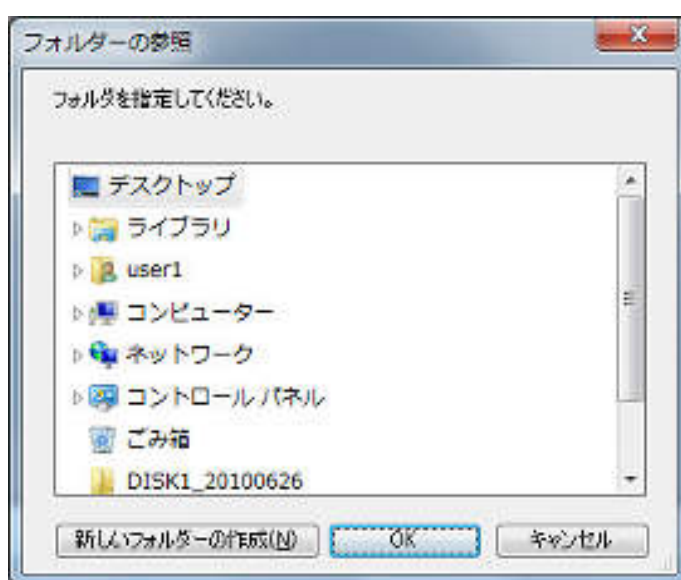 フォルダーの参照
フォルダを指定してください。
デスクトップ
ライブラリ
user1
コンピューター
ネットワーク
コントロール パネル
ごみ箱
DISK1_20100626
新しいフォルダーの作成(N) OK キャンセル